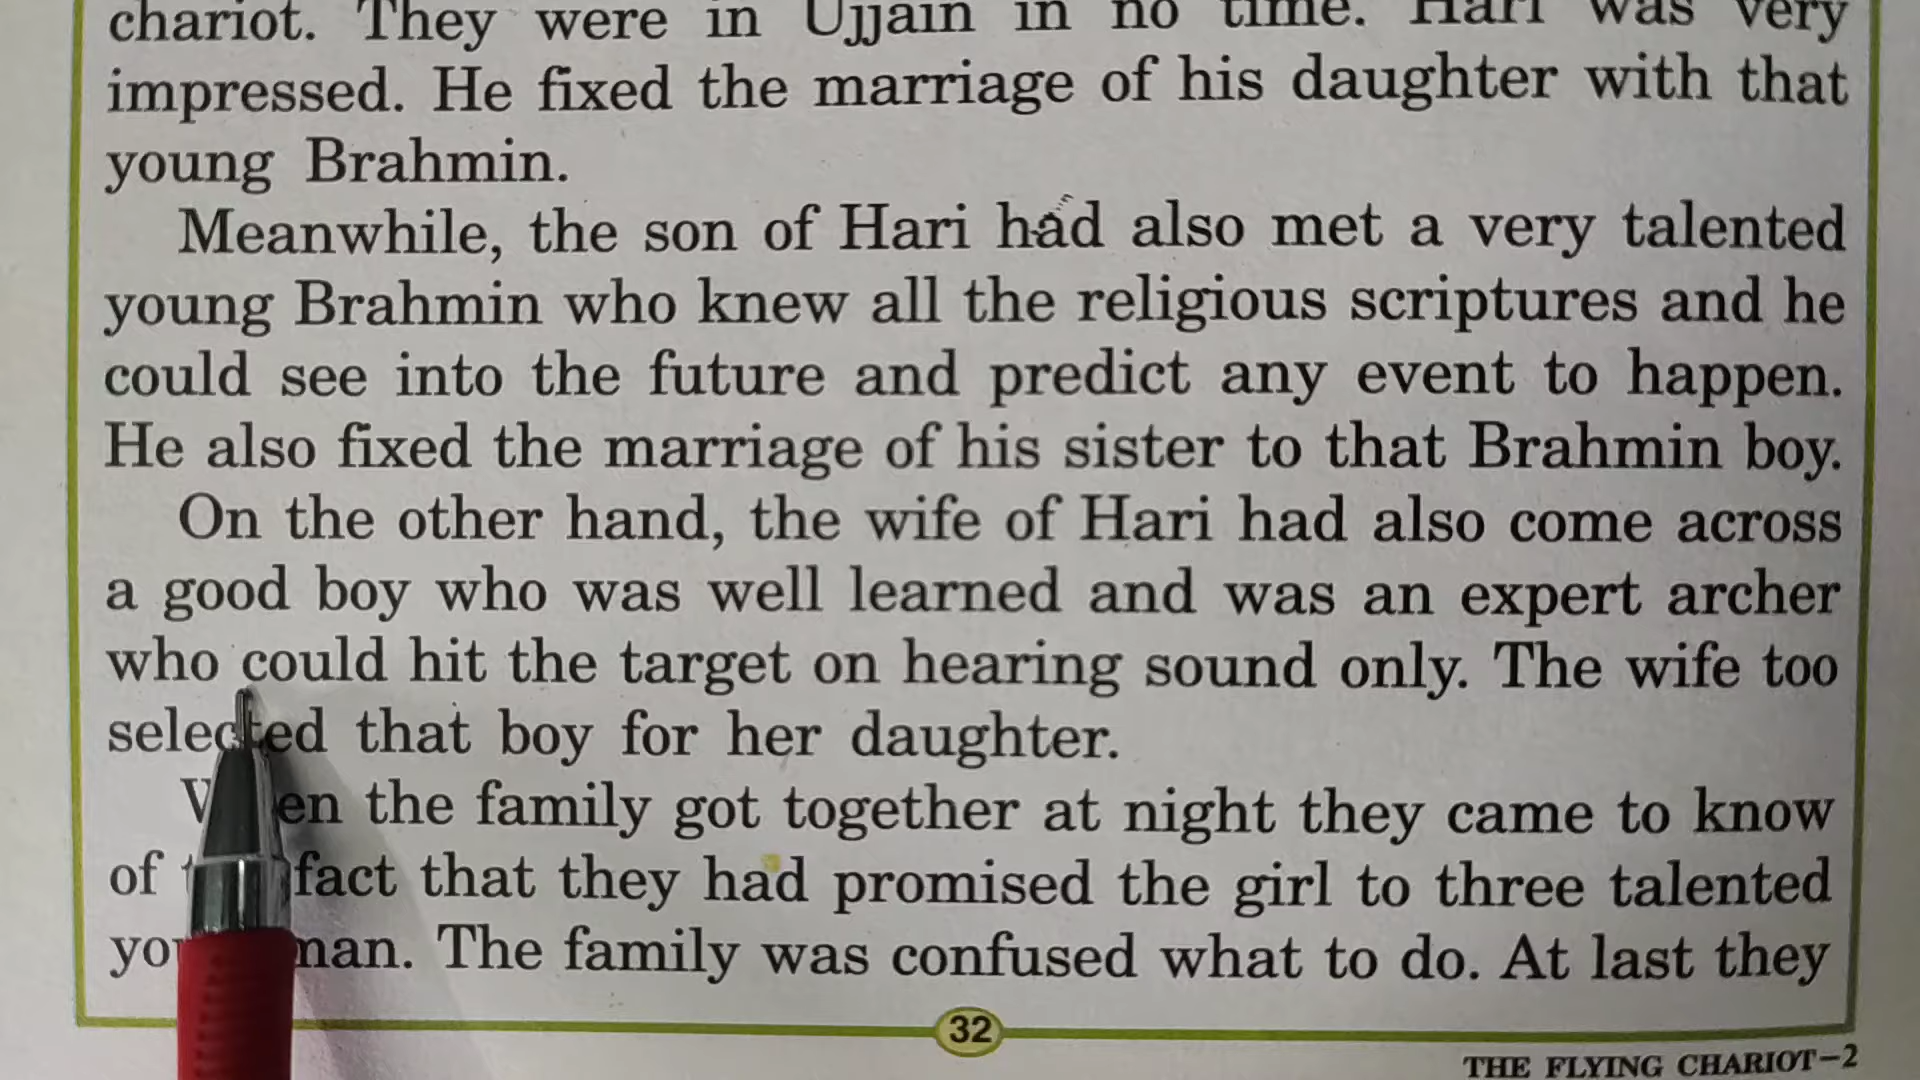 chariot. They were in Ujjain in no time. Hari was very
impressed. He fixed the marriage of his daughter with that
young Brahmin.
Meanwhile, the son of Hari had also met a very talented
young Brahmin who knew all the religious scriptures and he
could see into the future and predict any event to happen.
He also fixed the marriage of his sister to that Brahmin boy.
On the other hand, the wife of Hari had also come across
a good boy who was well learned and was an expert archer
who could hit the target on hearing sound only. The wife too
selected that boy for her daughter.
When the family got together at night they came to know
of fact that they had promised the girl to three talented
man. The family was confused what to do. At last they
32
THE FLYING CHARIOT–2